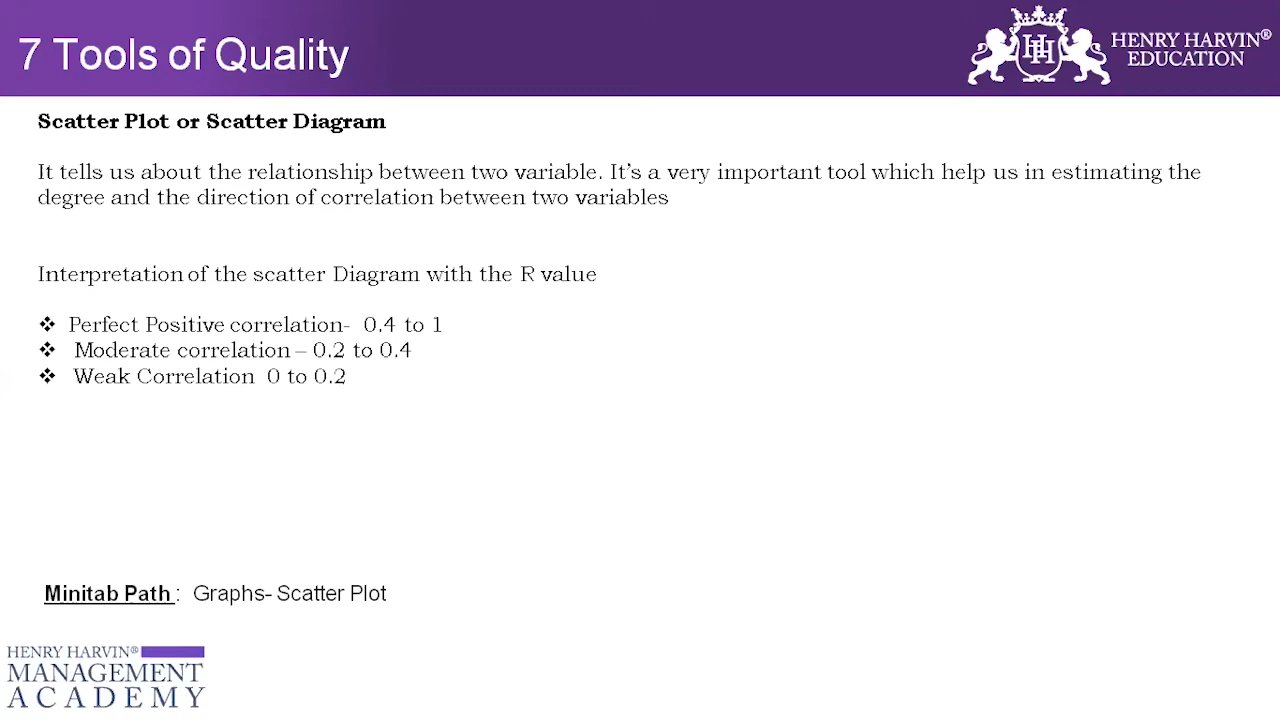 7 Tools of Quality
HENRY HARVIN®
EDUCATION
Scatter Plot or Scatter Diagram
It tells us about the relationship between two variable. It's a very important tool which help us in estimating the
degree and the direction of correlation between two variables
Interpretation of the scatter Diagram with the R value
❖ Perfect Positive correlation- 0.4 to 1
❖ Moderate correlation – 0.2 to 0.4
❖ Weak Correlation 0 to 0.2
Minitab Path : Graphs- Scatter Plot
HENRY HARVIN®
MANAGEMENT
ACADEMY